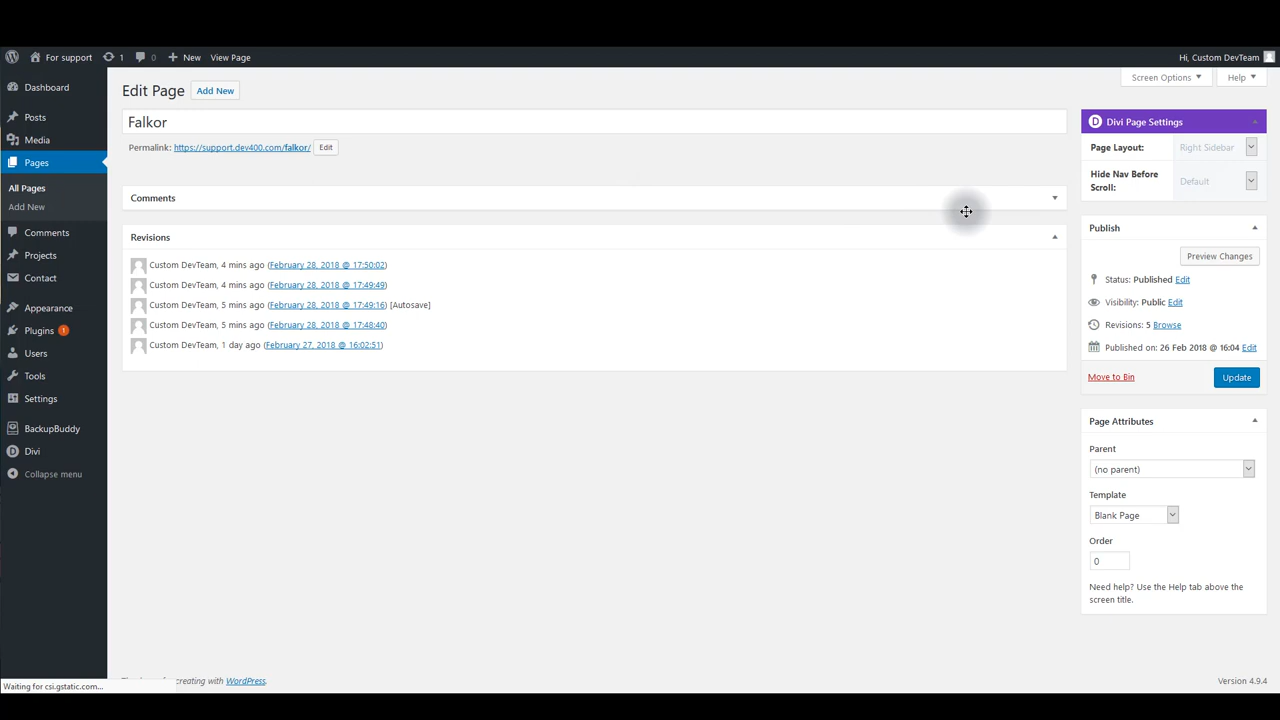 For support 1 0 New View Page Hi, Custom DevTeam
Screen Options Help
Dashboard
Posts
Media
Pages
All Pages
Add New
Comments
Projects
Contact
Appearance
Plugins 1
Users
Tools
Settings
BackupBuddy
Divi
Collapse menu
Edit Page Add New
Falkor
Permalink: https://support.dev400.com/falkor/ Edit
Comments
Revisions
Custom DevTeam, 4 mins ago (February 28, 2018 @ 17:50:02)
Custom DevTeam, 4 mins ago (February 28, 2018 @ 17:49:49)
Custom DevTeam, 5 mins ago (February 28, 2018 @ 17:49:16) [Autosave]
Custom DevTeam, 5 mins ago (February 28, 2018 @ 17:48:40)
Custom DevTeam, 1 day ago (February 27, 2018 @ 16:02:51)
Divi Page Settings
Page Layout: Right Sidebar
Hide Nav Before
Scroll: Default
Publish
Preview Changes
Status: Published Edit
Visibility: Public Edit
Revisions: 5 Browse
Published on: 26 Feb 2018 @ 16:04 Edit
Move to Bin Update
Page Attributes
Parent
(no parent)
Template
Blank Page
Order
0
Need help? Use the Help tab above the
screen title.
creating with WordPress.
Version 4.9.4
Waiting for csi.gstatic.com...